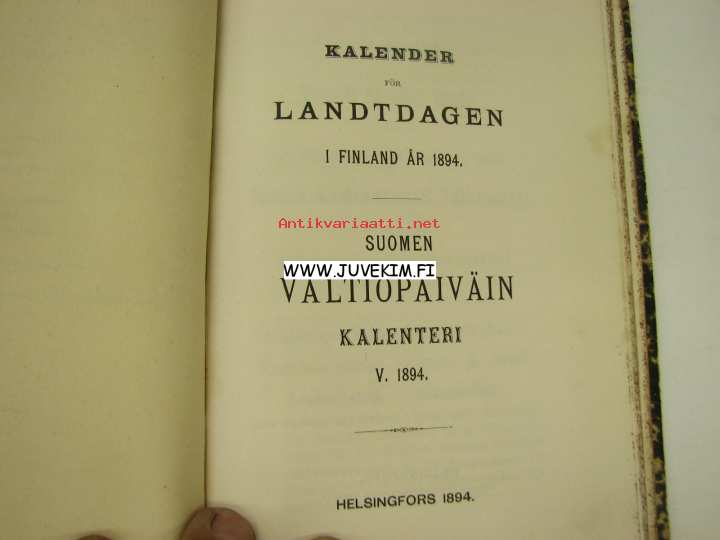 KALENDER
FÖR
LANDTDAGEN
I FINLAND ÅR 1894.
Antikvariaatti.net
SUOMEN
WWW.JUVEKIM.FI
VALTIOPÄIVÄIN
KALENTERI
V. 1894.
HELSINGFORS 1894.